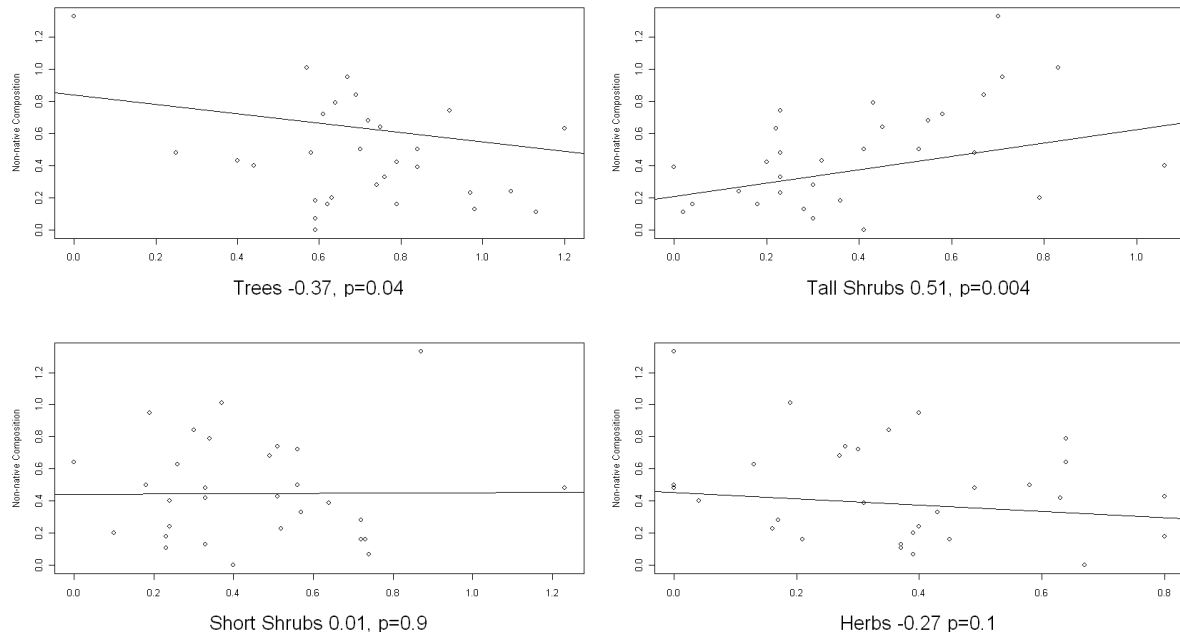 Non-native Composition
0.0 0.2 0.4 0.6 0.8 1.0 1.2
0.0 0.2 0.4 0.6 0.8 1.0 1.2
Trees -0.37, p=0.04
Non-native Composition
0.0 0.2 0.4 0.6 0.8 1.0 1.2
0.0 0.2 0.4 0.6 0.8 1.0
Tall Shrubs 0.51, p=0.004
Non-native Composition
0.0 0.2 0.4 0.6 0.8 1.0 1.2
0.0 0.2 0.4 0.6 0.8 1.0 1.2
Short Shrubs 0.01, p=0.9
Non-native Composition
0.0 0.2 0.4 0.6 0.8 1.0 1.2
0.0 0.2 0.4 0.6 0.8
Herbs -0.27 p=0.1